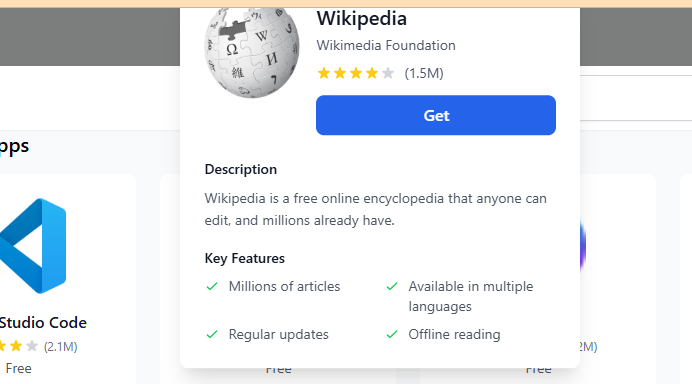 Wikipedia
Wikimedia Foundation
(1.5M)
Get
Description
Wikipedia is a free online encyclopedia that anyone can
edit, and millions already have.
Key Features
Millions of articles
Available in multiple
languages
Regular updates
Offline reading
pps
Studio Code
(2.1M)
Free
Free
Free
2M)
Ω
W
И
維